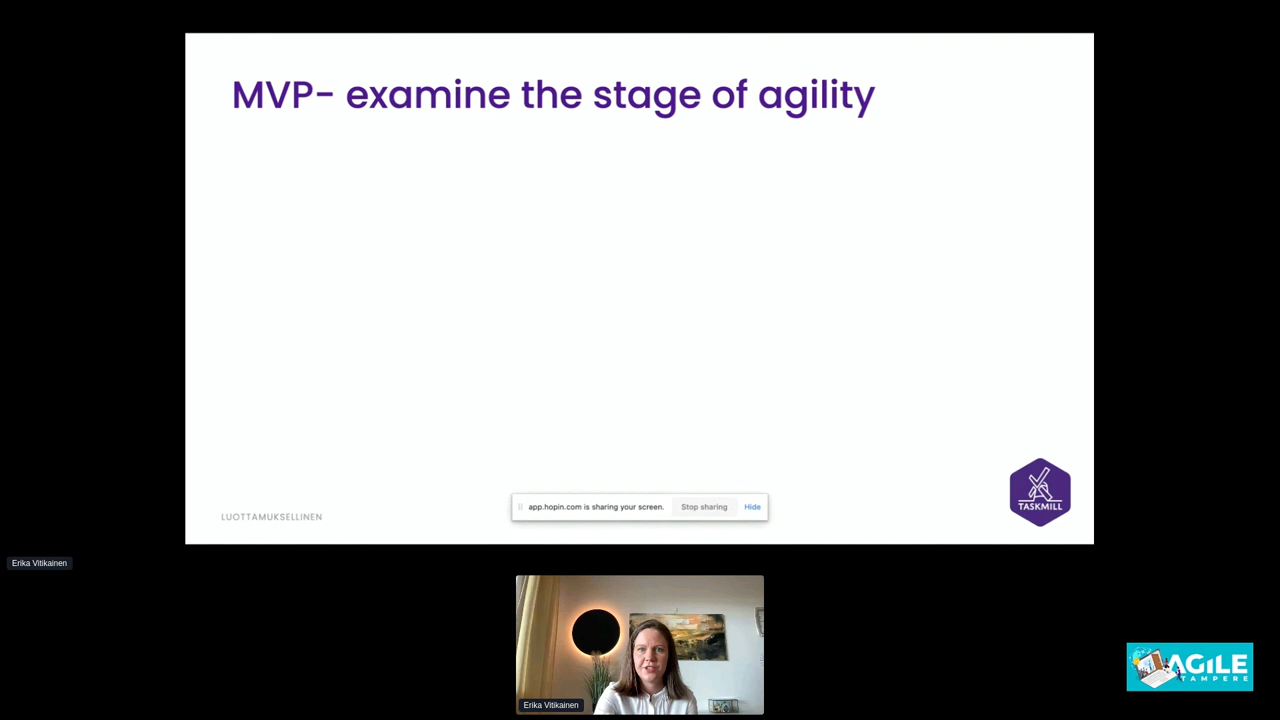 MVP- examine the stage of agility
TASKMILL
app.hopin.com is sharing your screen. Stop sharing Hide
LUOTTAMUKSELLINEN
Erika Vitikainen
Erika Vitikainen
AGILE
TAMPERE